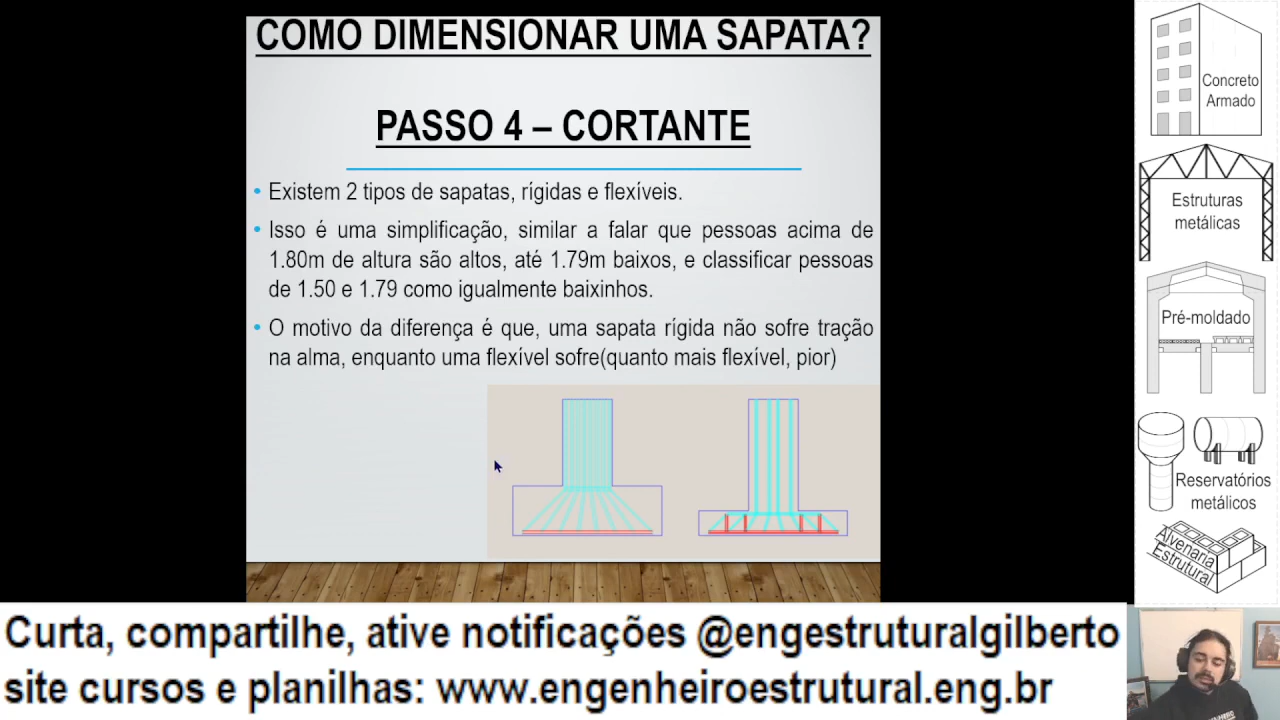 COMO DIMENSIONAR UMA SAPATA?
PASSO 4 – CORTANTE
• Existem 2 tipos de sapatas, rígidas e flexíveis.
• Isso é uma simplificação, similar a falar que pessoas acima de
1.80m de altura são altos, até 1.79m baixos, e classificar pessoas
de 1.50 e 1.79 como igualmente baixinhos.
• O motivo da diferença é que, uma sapata rígida não sofre tração
na alma, enquanto uma flexível sofre(quanto mais flexível, pior)
Concreto
Armado
Estruturas
metálicas
Pré-moldado
Reservatórios
metálicos
Alvenaria
Estrutural
Curta, compartilhe, ative notificações @engestruturalgilberto
site cursos e planilhas: www.engenheiroestrutural.eng.br